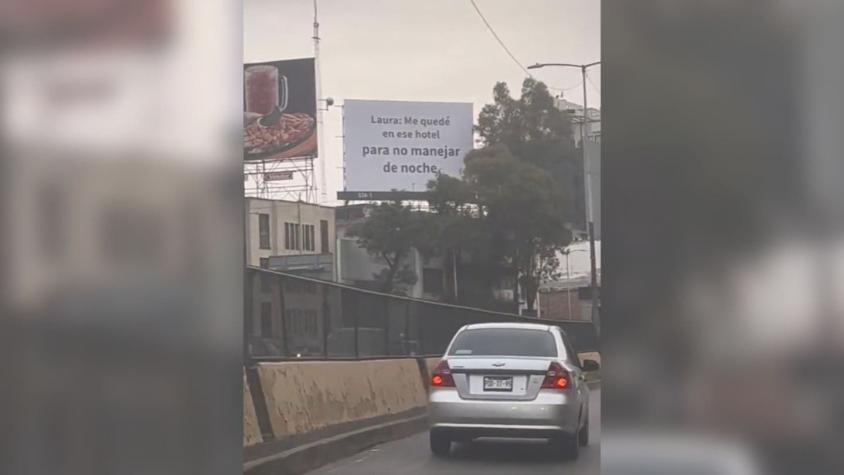 Laura: Me quedé
en ese hotel
para no manejar
de noche.